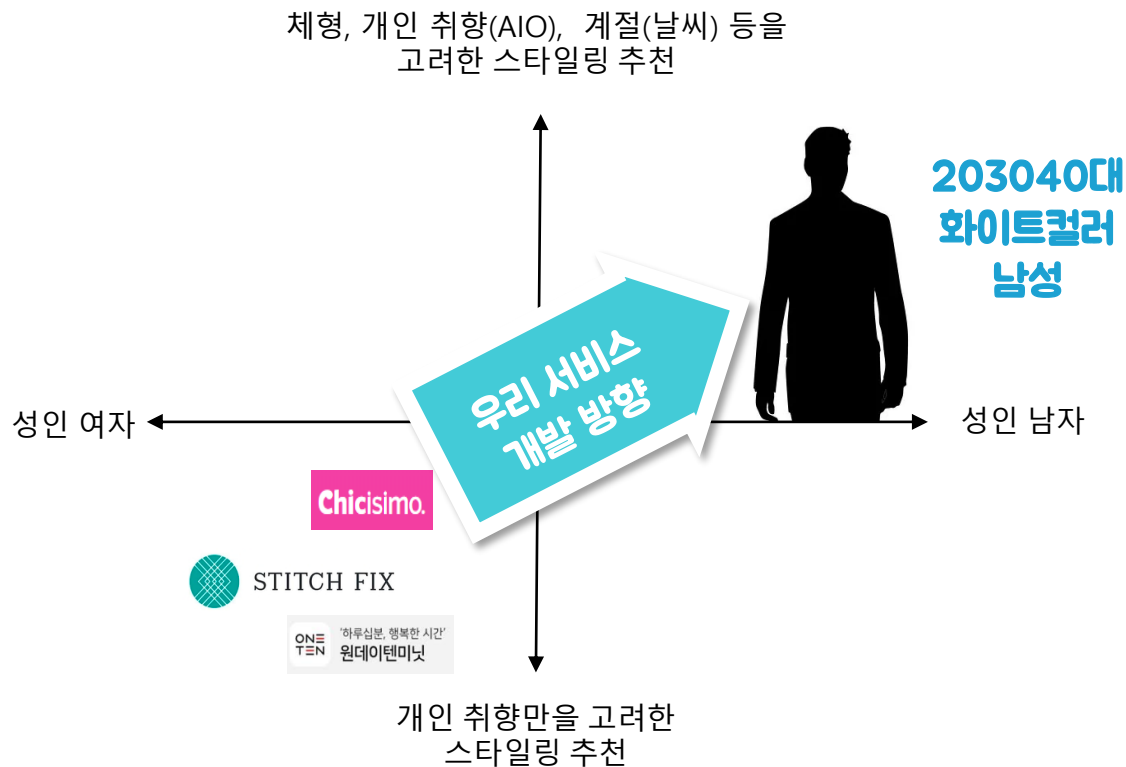 체형, 개인 취향(AIO),  계절(날씨) 등을
고려한 스타일링 추천
203040대
화이트컬러
남성
우리 서비스
개발 방향
성인 여자
성인 남자
Chicisimo.
STITCH FIX
ONE
TEN
'하루십분, 행복한 시간'
원데이텐미닛
개인 취향만을 고려한
스타일링 추천